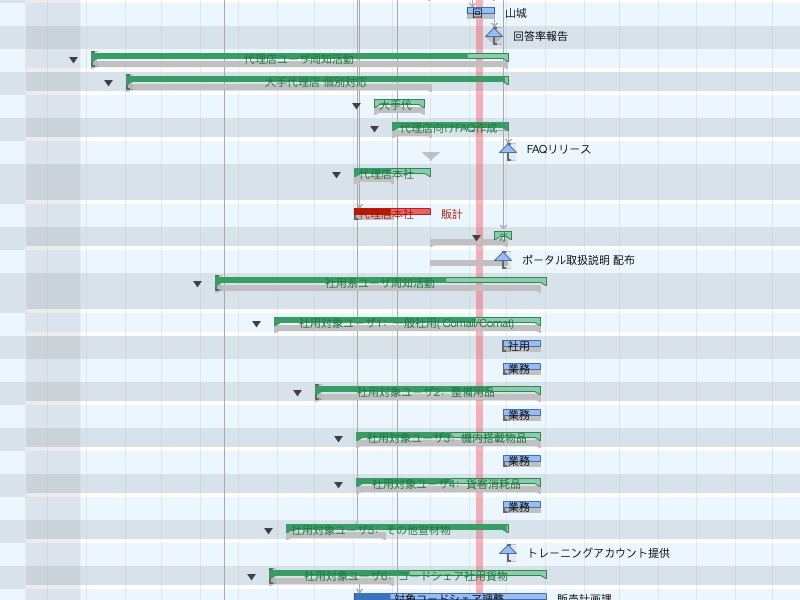 回
山城
回答率報告
代理店ユーザ周知活動
大手代理店 個別対応
大手代
代理店向けFAQ作成
FAQリリース
代理店本社
代理店本社 販計
ポ
ポータル取扱説明 配布
社用系ユーザ周知活動
社用対象ユーザ1：一般社用( Comail/Comat)
社用
業務
社用対象ユーザ2：整備用品
業務
社用対象ユーザ3：機内搭載物品
業務
社用対象ユーザ4：貨客消耗品
業務
社用対象ユーザ5：その他宣材物
トレーニングアカウント提供
社用対象ユーザ6：コードシェア社用貨物
対象コードシェア調整 販売計画課